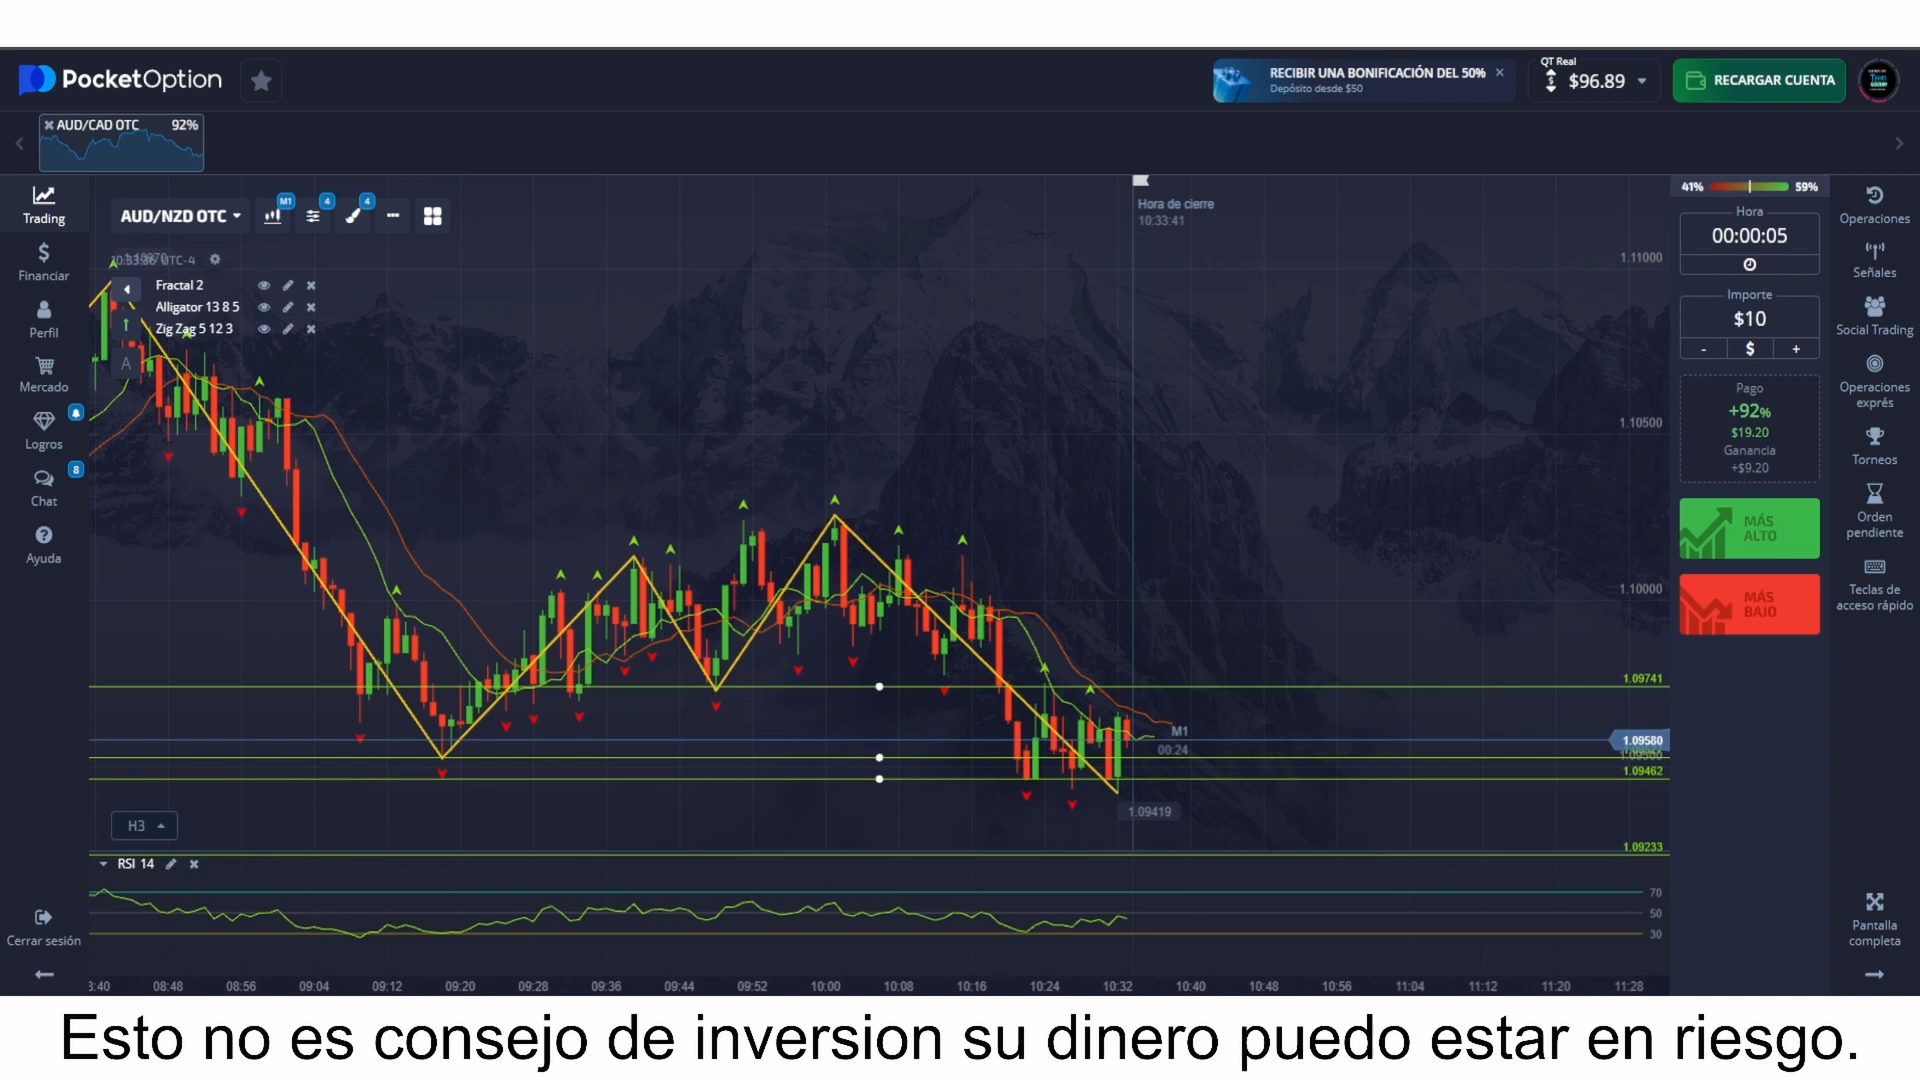 PocketOption
RECIBIR UNA BONIFICACIÓN DEL 50%
Depósito desde $50
QT Real
$96.89
RECARGAR CUENTA
AUD/CAD OTC 92%
Trading
Financiar
Perfil
Mercado
Logros
8
Chat
Ayuda
Cerrar sesión
AUD/NZD OTC
M1
4
4
Fractal 2
Alligator 13 8 5
Zig Zag 5 12 3
A
Hora de cierre
10:33:41
1.11000
1.10500
1.10000
1.09741
1.09580
1.09462
1.09233
M1
00:24
1.09419
H3
RSI 14
70
50
30
8:40 08:48 08:56 09:04 09:12 09:20 09:28 09:36 09:44 09:52 10:00 10:08 10:16 10:24 10:32 10:40 10:48 10:56 11:04 11:12 11:20 11:28
41% 59%
Hora
00:00:05
Importe
$10
- $ +
Pago
+92%
$19.20
Ganancia
+$9.20
MÁS
ALTO
MÁS
BAJO
Operaciones
Señales
Social Trading
Operaciones
exprés
Torneos
Orden
pendiente
Teclas de
acceso rápido
Pantalla
completa
Esto no es consejo de inversion su dinero puedo estar en riesgo.